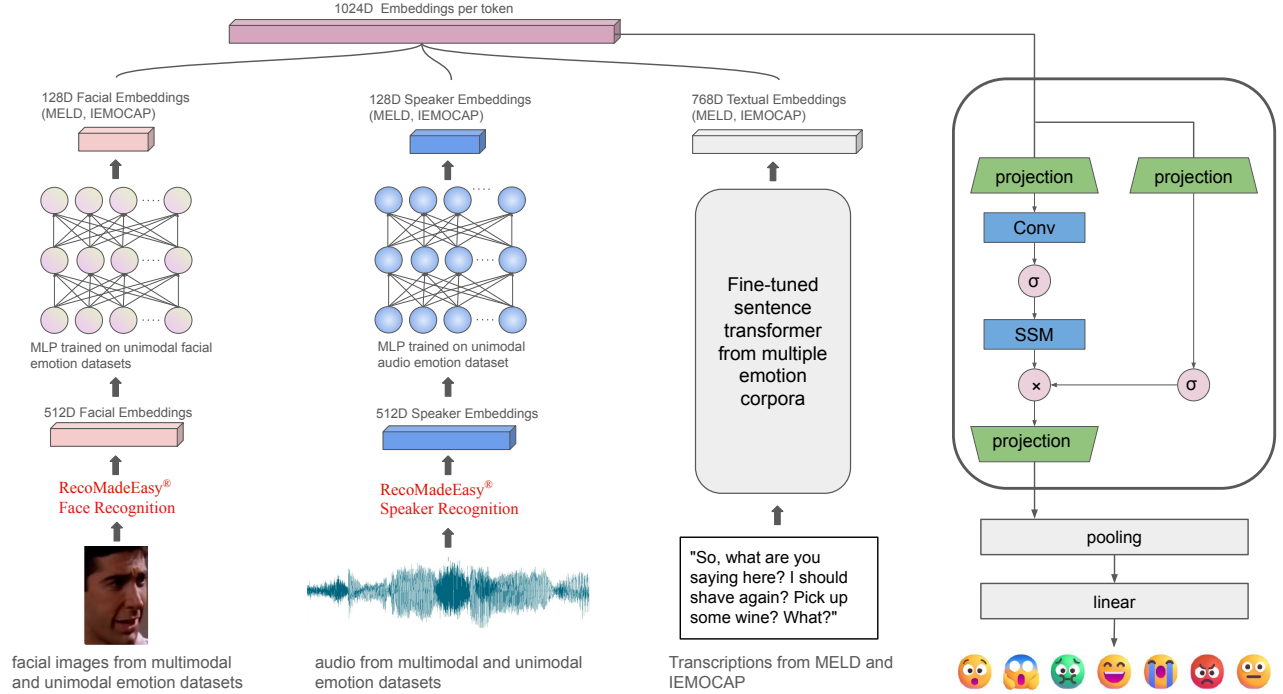 1024D Embeddings per token
128D Facial Embeddings
(MELD, IEMOCAP)
128D Speaker Embeddings
(MELD, IEMOCAP)
768D Textual Embeddings
(MELD, IEMOCAP)
MLP trained on unimodal facial
emotion datasets
MLP trained on unimodal
audio emotion dataset
512D Facial Embeddings
512D Speaker Embeddings
RecoMadeEasy®
Face Recognition
RecoMadeEasy®
Speaker Recognition
Fine-tuned
sentence
transformer
from multiple
emotion
corpora
"So, what are you
saying here? I should
shave again? Pick up
some wine? What?"
facial images from multimodal
and unimodal emotion datasets
audio from multimodal and unimodal
emotion datasets
Transcriptions from MELD and
IEMOCAP
projection
projection
Conv
σ
SSM
×
σ
projection
pooling
linear